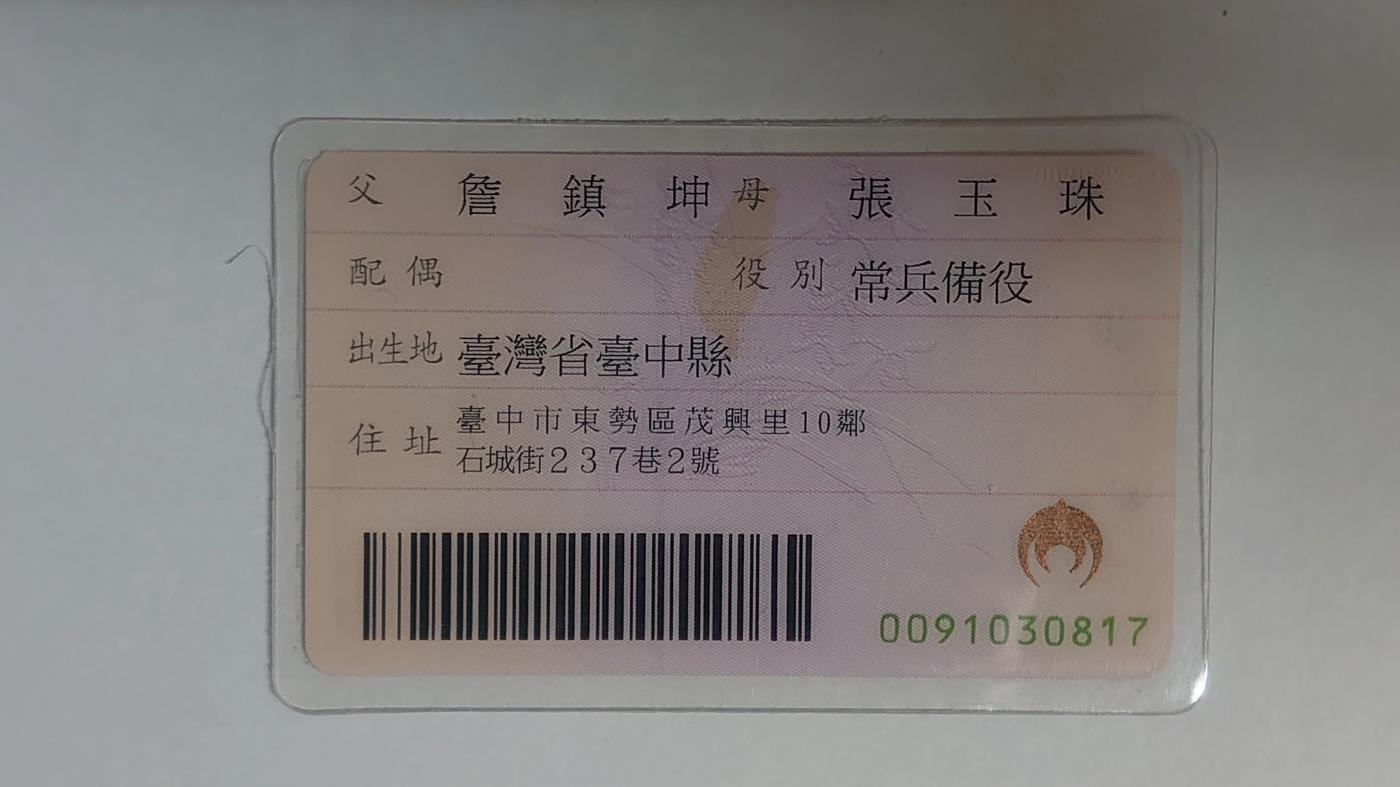 父 詹鎮坤 母 張玉珠
配偶 役別 常兵備役
出生地 臺灣省臺中縣
住址 臺中市東勢區茂興里10鄰
石城街237巷2號
0091030817